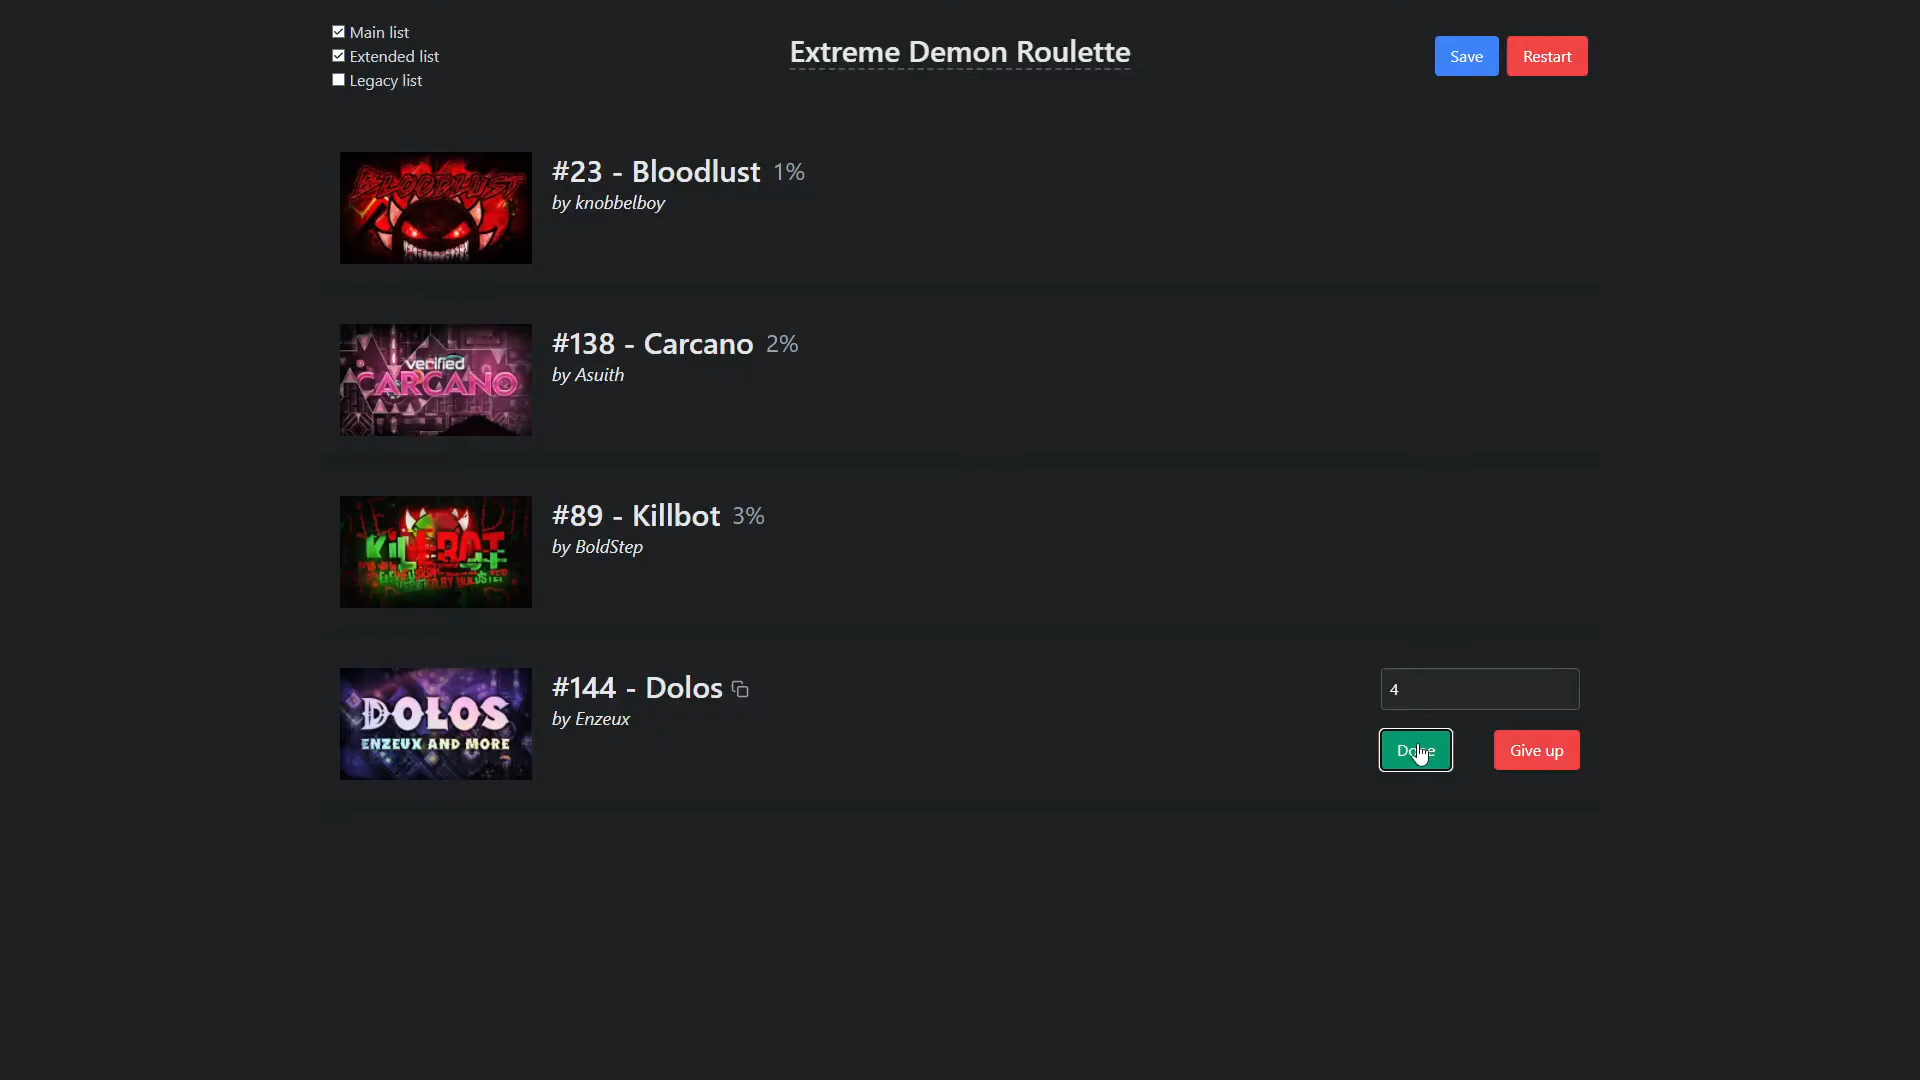 Main list
Extended list
Legacy list
Extreme Demon Roulette
Save
Restart
BLOODLUST
#23 - Bloodlust 1%
by knobbelboy
verified
CARCANO
#138 - Carcano 2%
by Asuith
KILLBOT
#89 - Killbot 3%
by BoldStep
DOLOS
ENZEUX AND MORE
#144 - Dolos
by Enzeux
4
Done
Give up